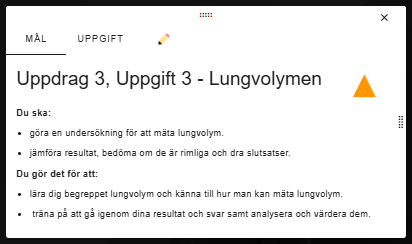 MÅL UPPGIFT
Uppdrag 3, Uppgift 3 - Lungvolymen
Du ska:
göra en undersökning för att mäta lungvolym.
jämföra resultat, bedöma om de är rimliga och dra slutsatser.
Du gör det för att:
lära dig begreppet lungvolym och känna till hur man kan mäta lungvolym.
träna på att gå igenom dina resultat och svar samt analysera och värdera dem.